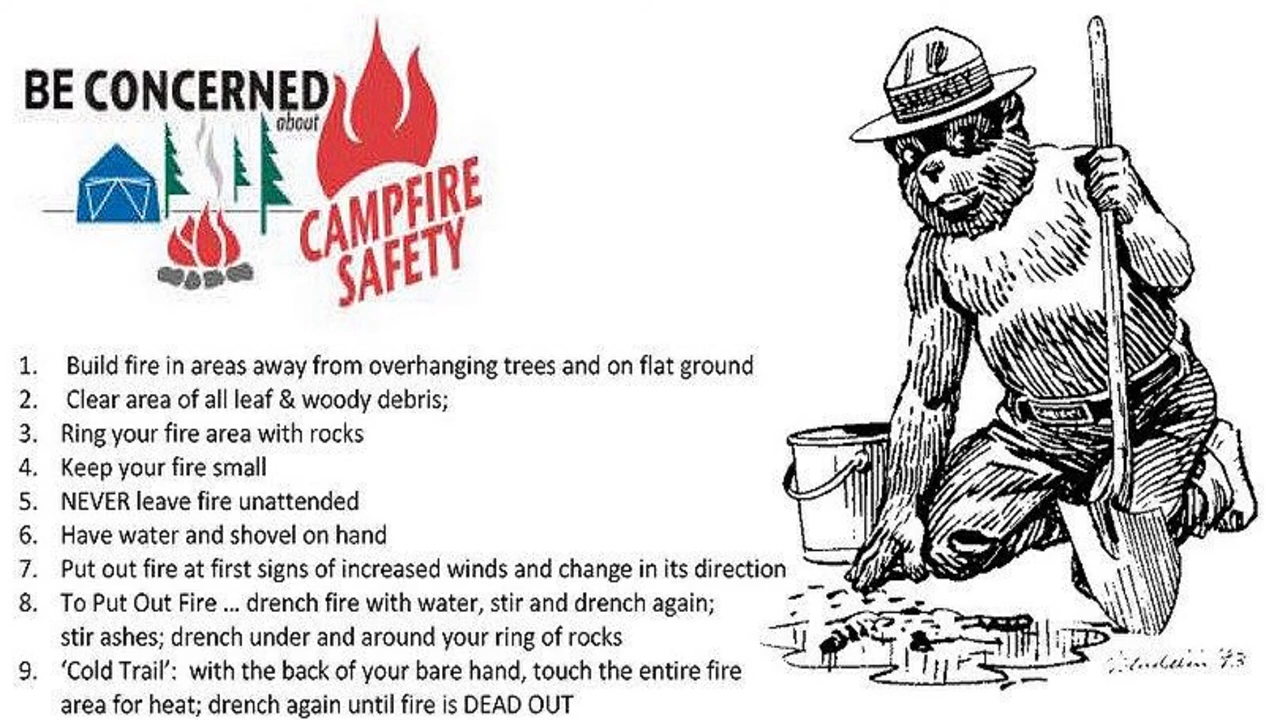 BE CONCERNED
about
CAMPFIRE
SAFETY
SMOKEY
1. Build fire in areas away from overhanging trees and on flat ground
2. Clear area of all leaf & woody debris;
3. Ring your fire area with rocks
4. Keep your fire small
5. NEVER leave fire unattended
6. Have water and shovel on hand
7. Put out fire at first signs of increased winds and change in its direction
8. To Put Out Fire ... drench fire with water, stir and drench again;
stir ashes; drench under and around your ring of rocks
9. ‘Cold Trail’: with the back of your bare hand, touch the entire fire
area for heat; drench again until fire is DEAD OUT